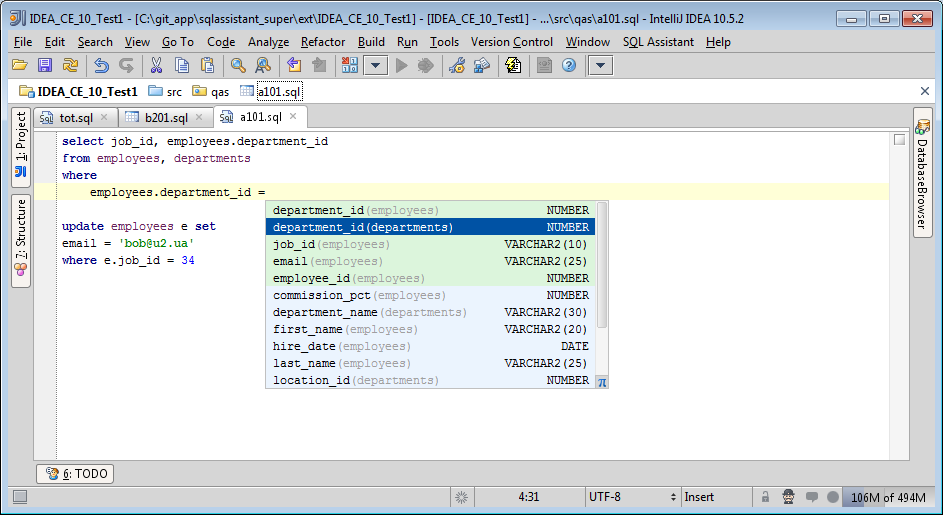 IDEA_CE_10_Test1 - [C:\git_app\sqlassistant_super\ext\IDEA_CE_10_Test1] - [IDEA_CE_10_Test1] - ...\src\qas\a101.sql - IntelliJ IDEA 10.5.2
File Edit Search View Go To Code Analyze Refactor Build Run Tools Version Control Window SQL Assistant Help
IDEA_CE_10_Test1 src qas a101.sql
1: Project
7: Structure
tot.sql b201.sql a101.sql
DatabaseBrowser
select job_id, employees.department_id
from employees, departments
where
employees.department_id =
update employees e set
email = 'bob@u2.ua'
where e.job_id = 34
department_id(employees) NUMBER
department_id(departments) NUMBER
job_id(employees) VARCHAR2(10)
email(employees) VARCHAR2(25)
employee_id(employees) NUMBER
commission_pct(employees) NUMBER
department_name(departments) VARCHAR2(30)
first_name(employees) VARCHAR2(20)
hire_date(employees) DATE
last_name(employees) VARCHAR2(25)
location_id(departments) NUMBER
π
6: TODO
4:31 UTF-8 Insert 106M of 494M